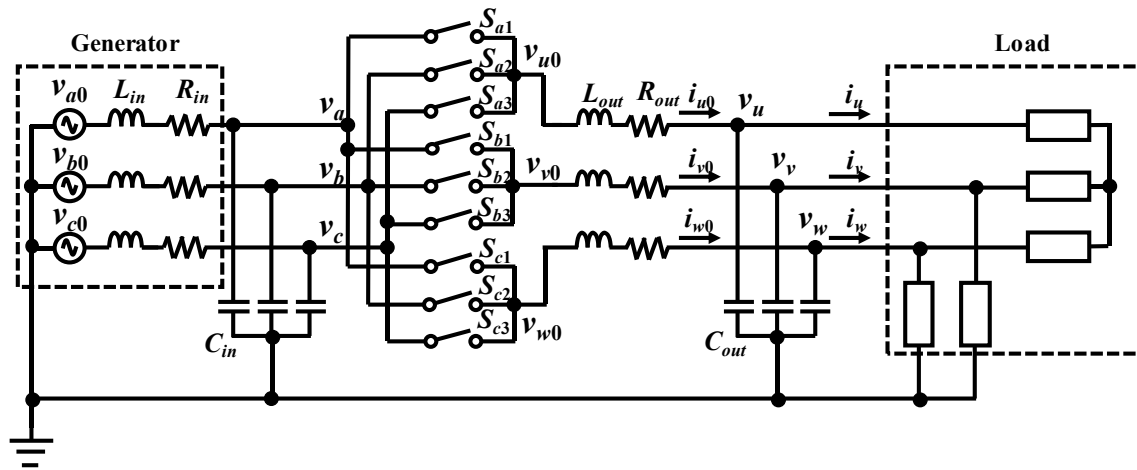 Generator
Load
v_a0
L_in
R_in
v_b0
v_c0
v_a
v_b
v_c
C_in
S_a1
S_a2
S_a3
S_b1
S_b2
S_b3
S_c1
S_c2
S_c3
v_u0
v_v0
v_w0
L_out
R_out
i_u0
v_u
i_u
i_v0
v_v
i_v
i_w0
v_w
i_w
C_out